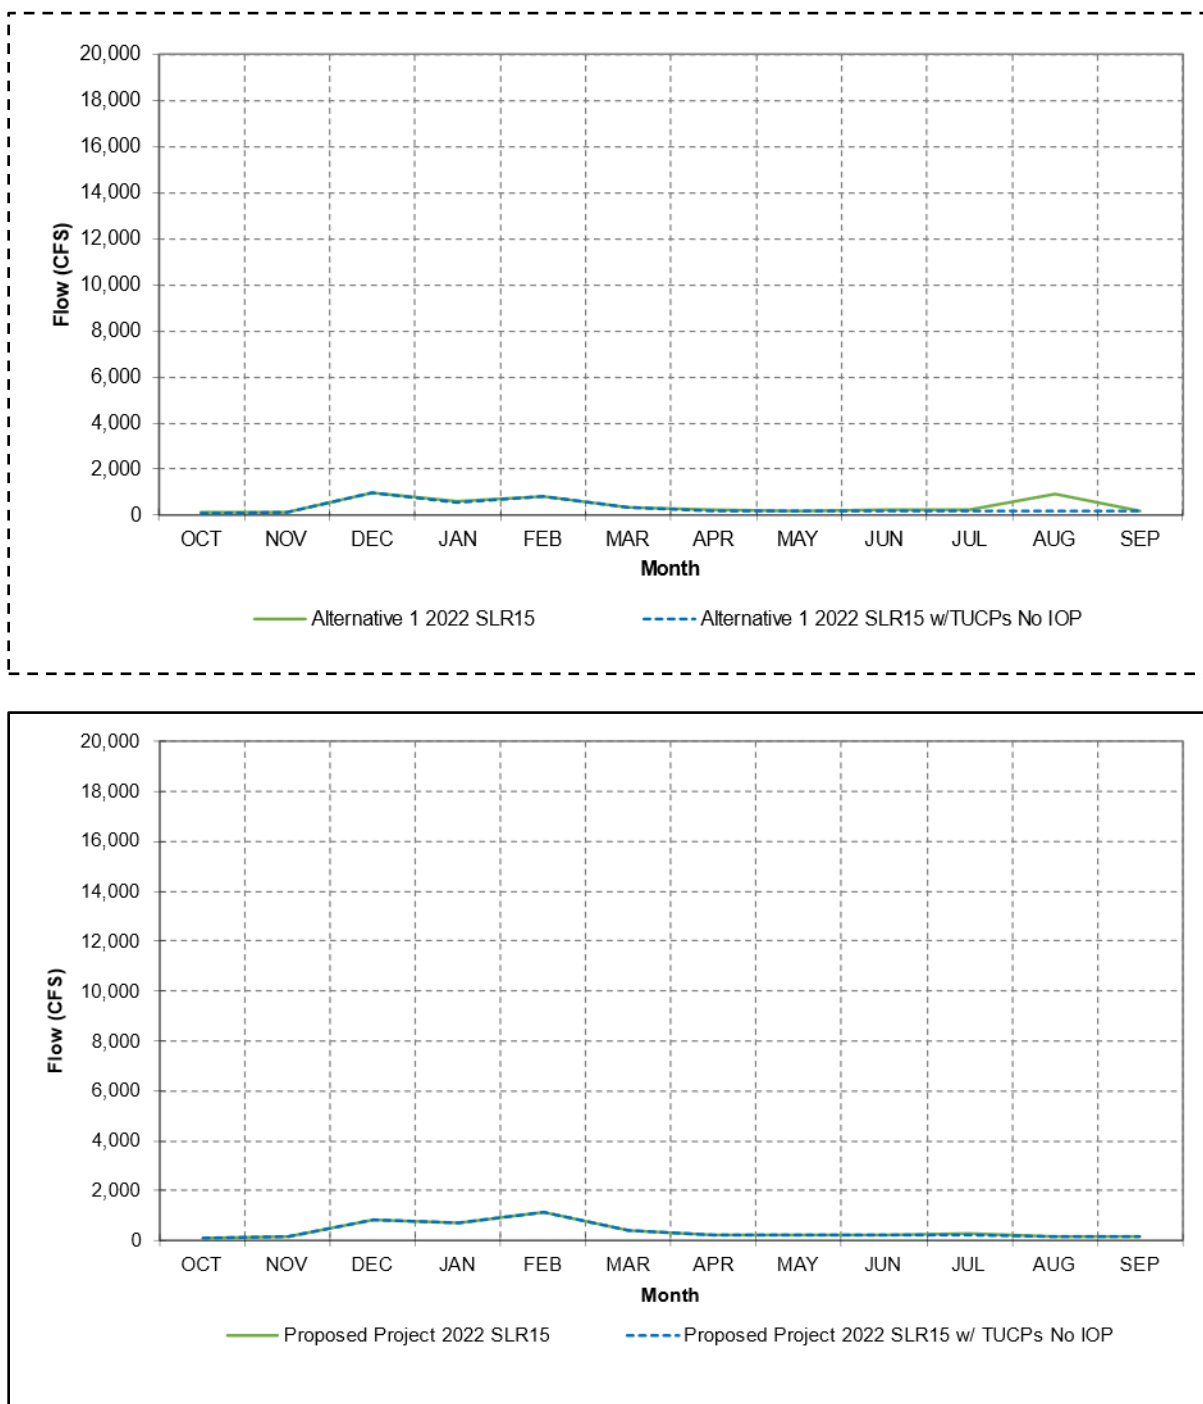 20,000
18,000
16,000
14,000
12,000
10,000
8,000
6,000
4,000
2,000
0
Flow (CFS)
OCT NOV DEC JAN FEB MAR APR MAY JUN JUL AUG SEP
Month
Alternative 1 2022 SLR15 Alternative 1 2022 SLR15 w/TUCPs No IOP
20,000
18,000
16,000
14,000
12,000
10,000
8,000
6,000
4,000
2,000
0
Flow (CFS)
OCT NOV DEC JAN FEB MAR APR MAY JUN JUL AUG SEP
Month
Proposed Project 2022 SLR15 Proposed Project 2022 SLR15 w/ TUCPs No IOP